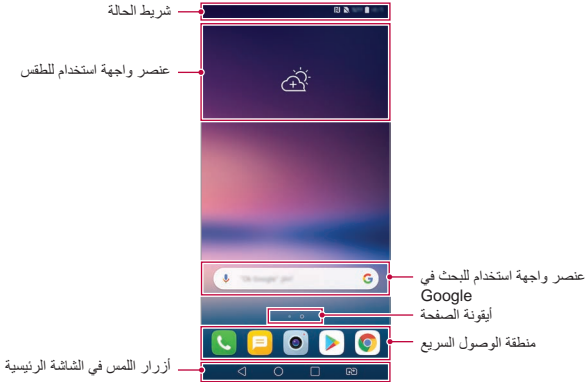 شريط الحالة
عنصر واجهة استخدام للطقس
عنصر واجهة استخدام للبحث في
Google
أيقونة الصفحة
منطقة الوصول السريع
أزرار اللمس في الشاشة الرئيسية